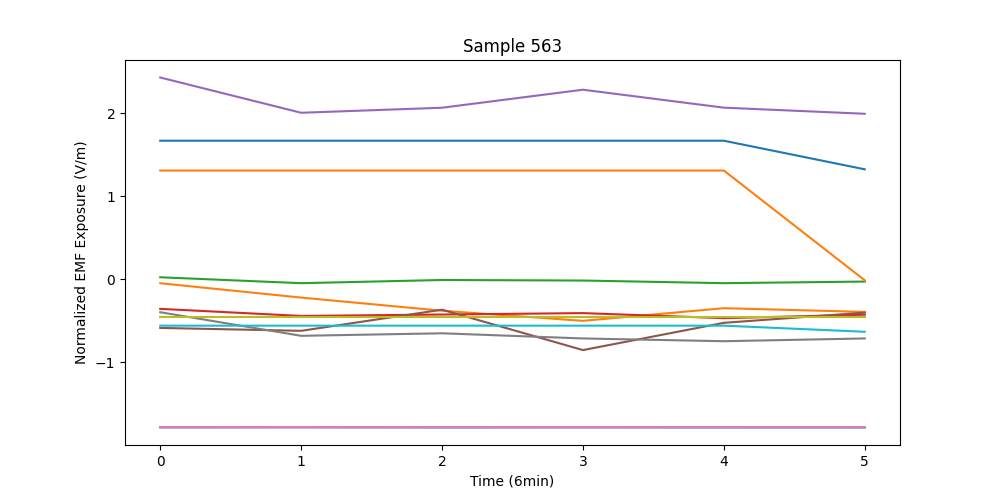 Sample 563
Normalized EMF Exposure (V/m)
2
1
0
−1
0 1 2 3 4 5
Time (6min)